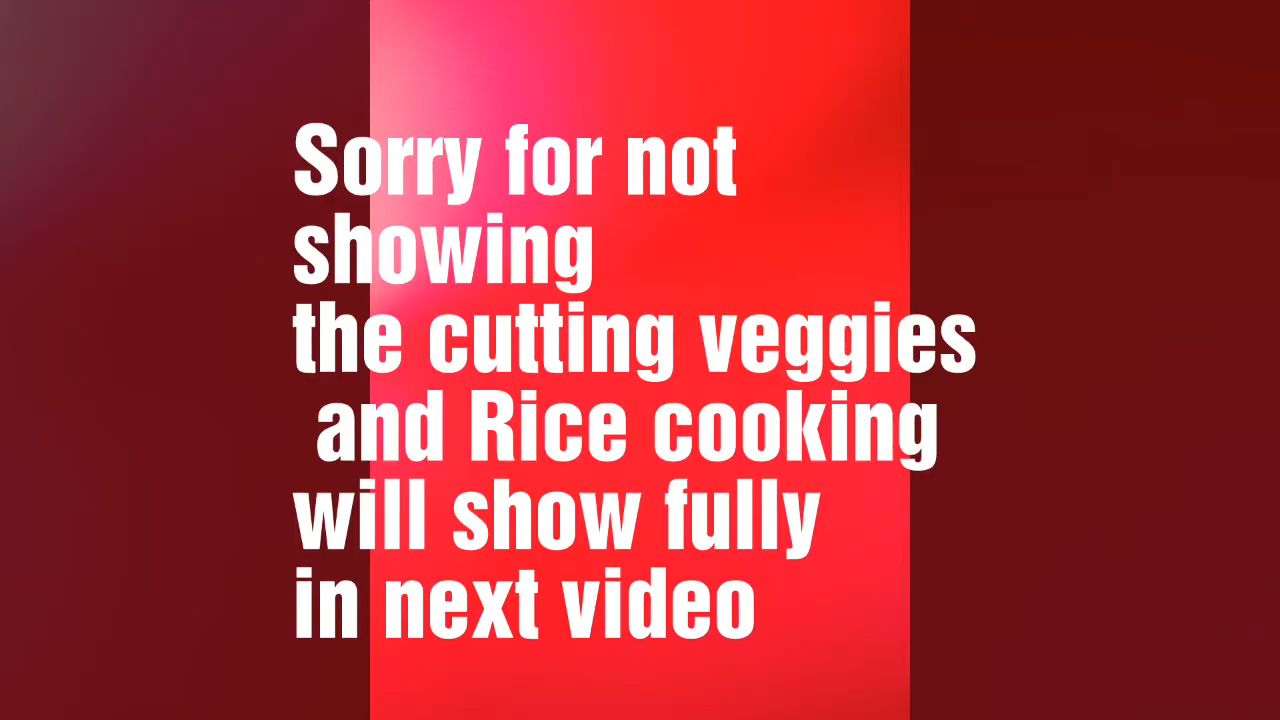 Sorry for not
showing
the cutting veggies
and Rice cooking
will show fully
in next video